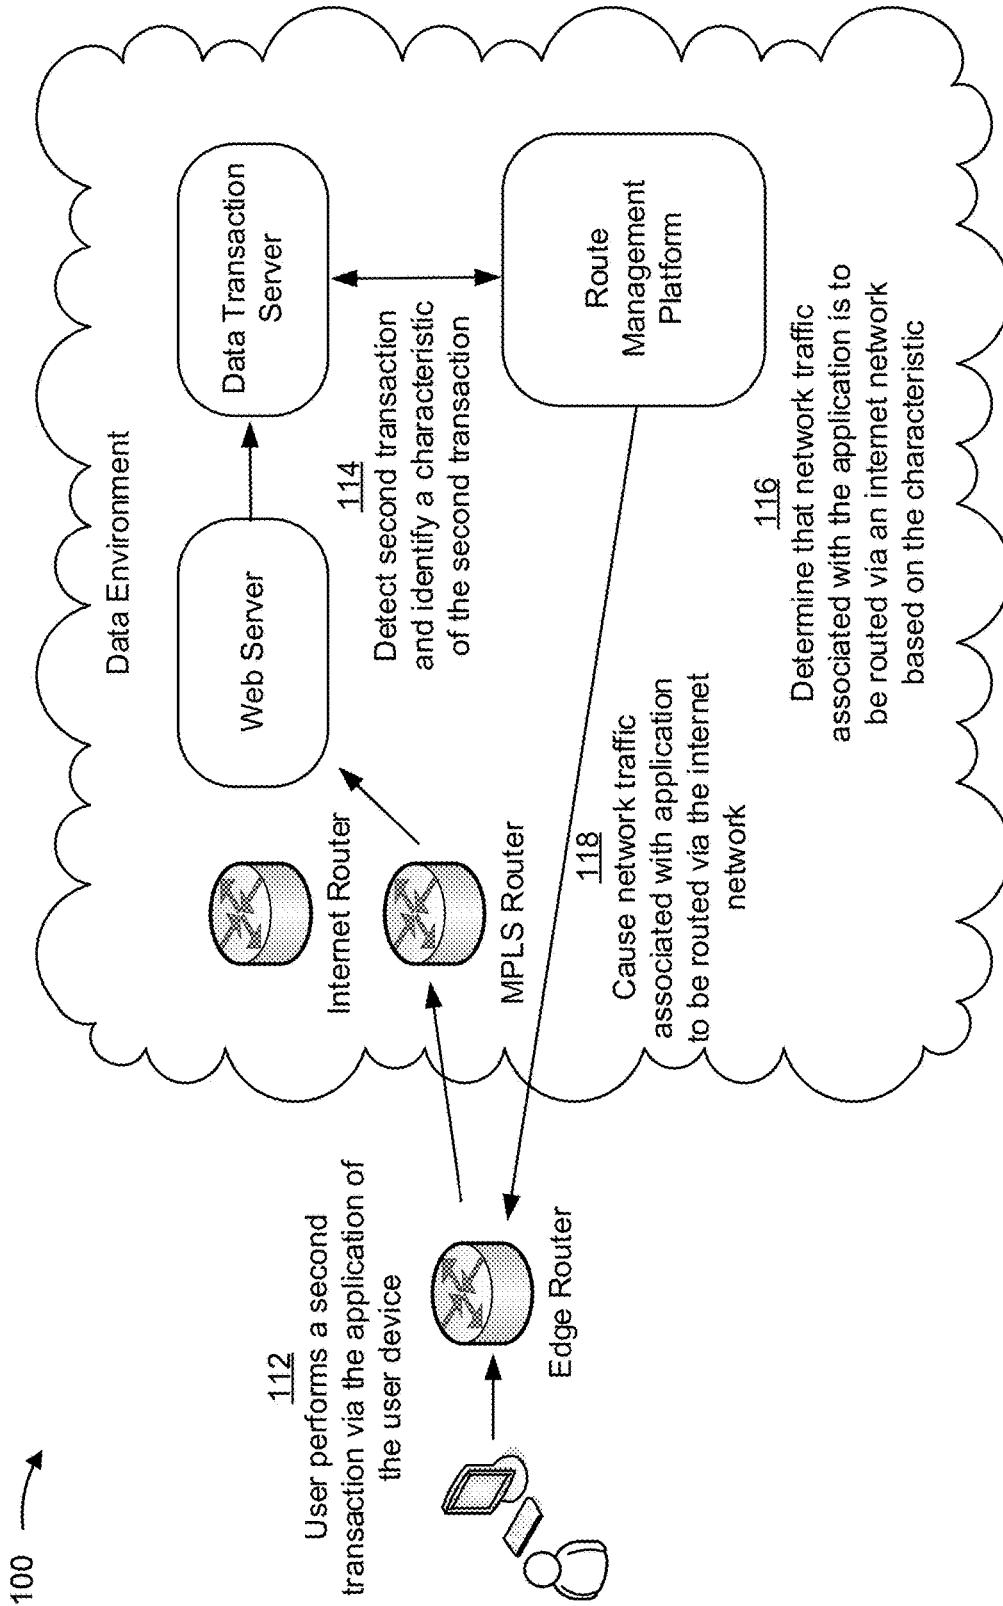 100
112
User performs a second
transaction via the application of
the user device
Edge Router
Data Environment
Internet Router
MPLS Router
Web Server
Data Transaction
Server
114
Detect second transaction
and identify a characteristic
of the second transaction
Route
Management
Platform
118
Cause network traffic
associated with application
to be routed via the internet
network
116
Determine that network traffic
associated with the application is to
be routed via an internet network
based on the characteristic